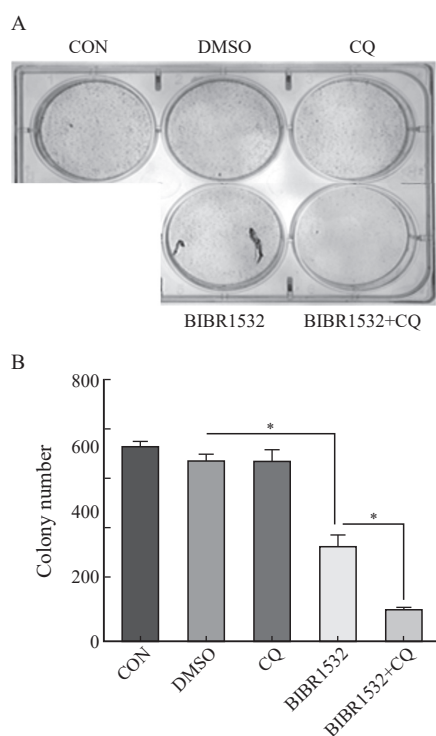 A
CON DMSO CQ
BIBR1532 BIBR1532+CQ
B
800
600
400
200
0
Colony number
*
*
CON DMSO CQ BIBR1532 BIBR1532+CQ